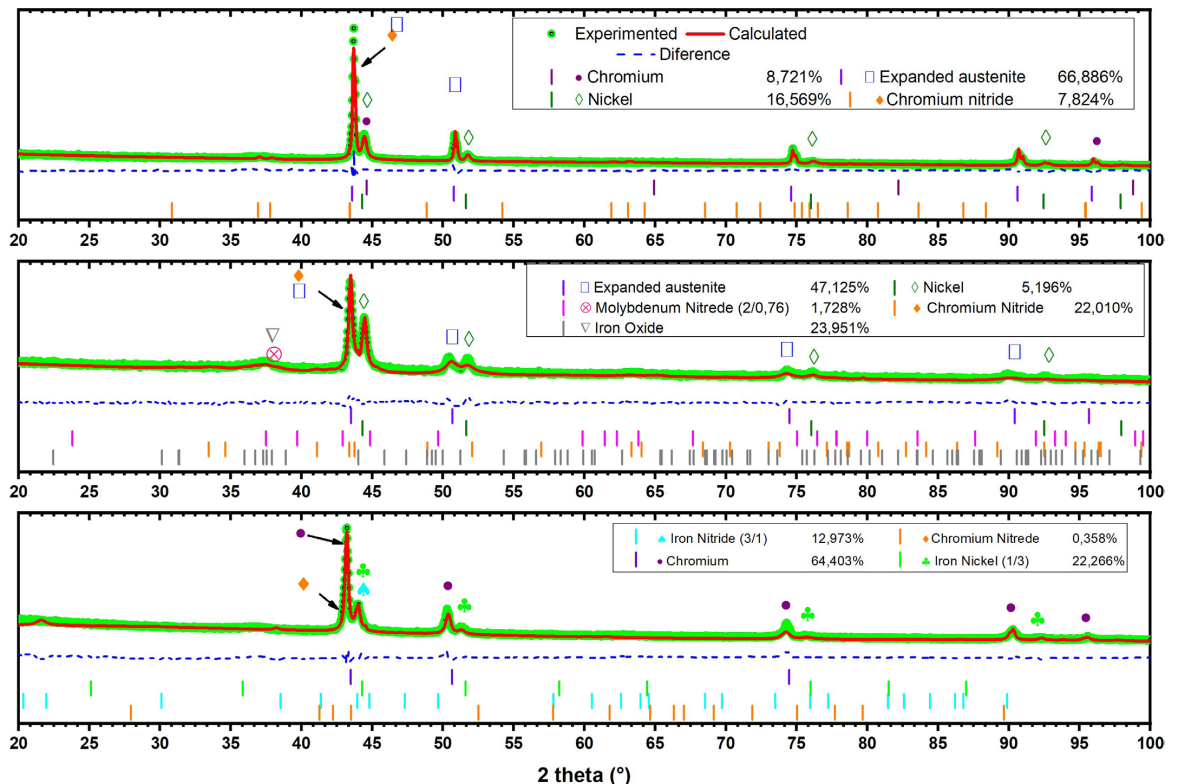 Experimented Calculated
Diference
Chromium 8,721% Expanded austenite 66,886%
Nickel 16,569% Chromium nitride 7,824%
20 25 30 35 40 45 50 55 60 65 70 75 80 85 90 95 100
Expanded austenite 47,125% Nickel 5,196%
Molybdenum Nitrede (2/0,76) 1,728% Chromium Nitride 22,010%
Iron Oxide 23,951%
20 25 30 35 40 45 50 55 60 65 70 75 80 85 90 95 100
Iron Nitride (3/1) 12,973% Chromium Nitrede 0,358%
Chromium 64,403% Iron Nickel (1/3) 22,266%
20 25 30 35 40 45 50 55 60 65 70 75 80 85 90 95 100
2 theta (°)